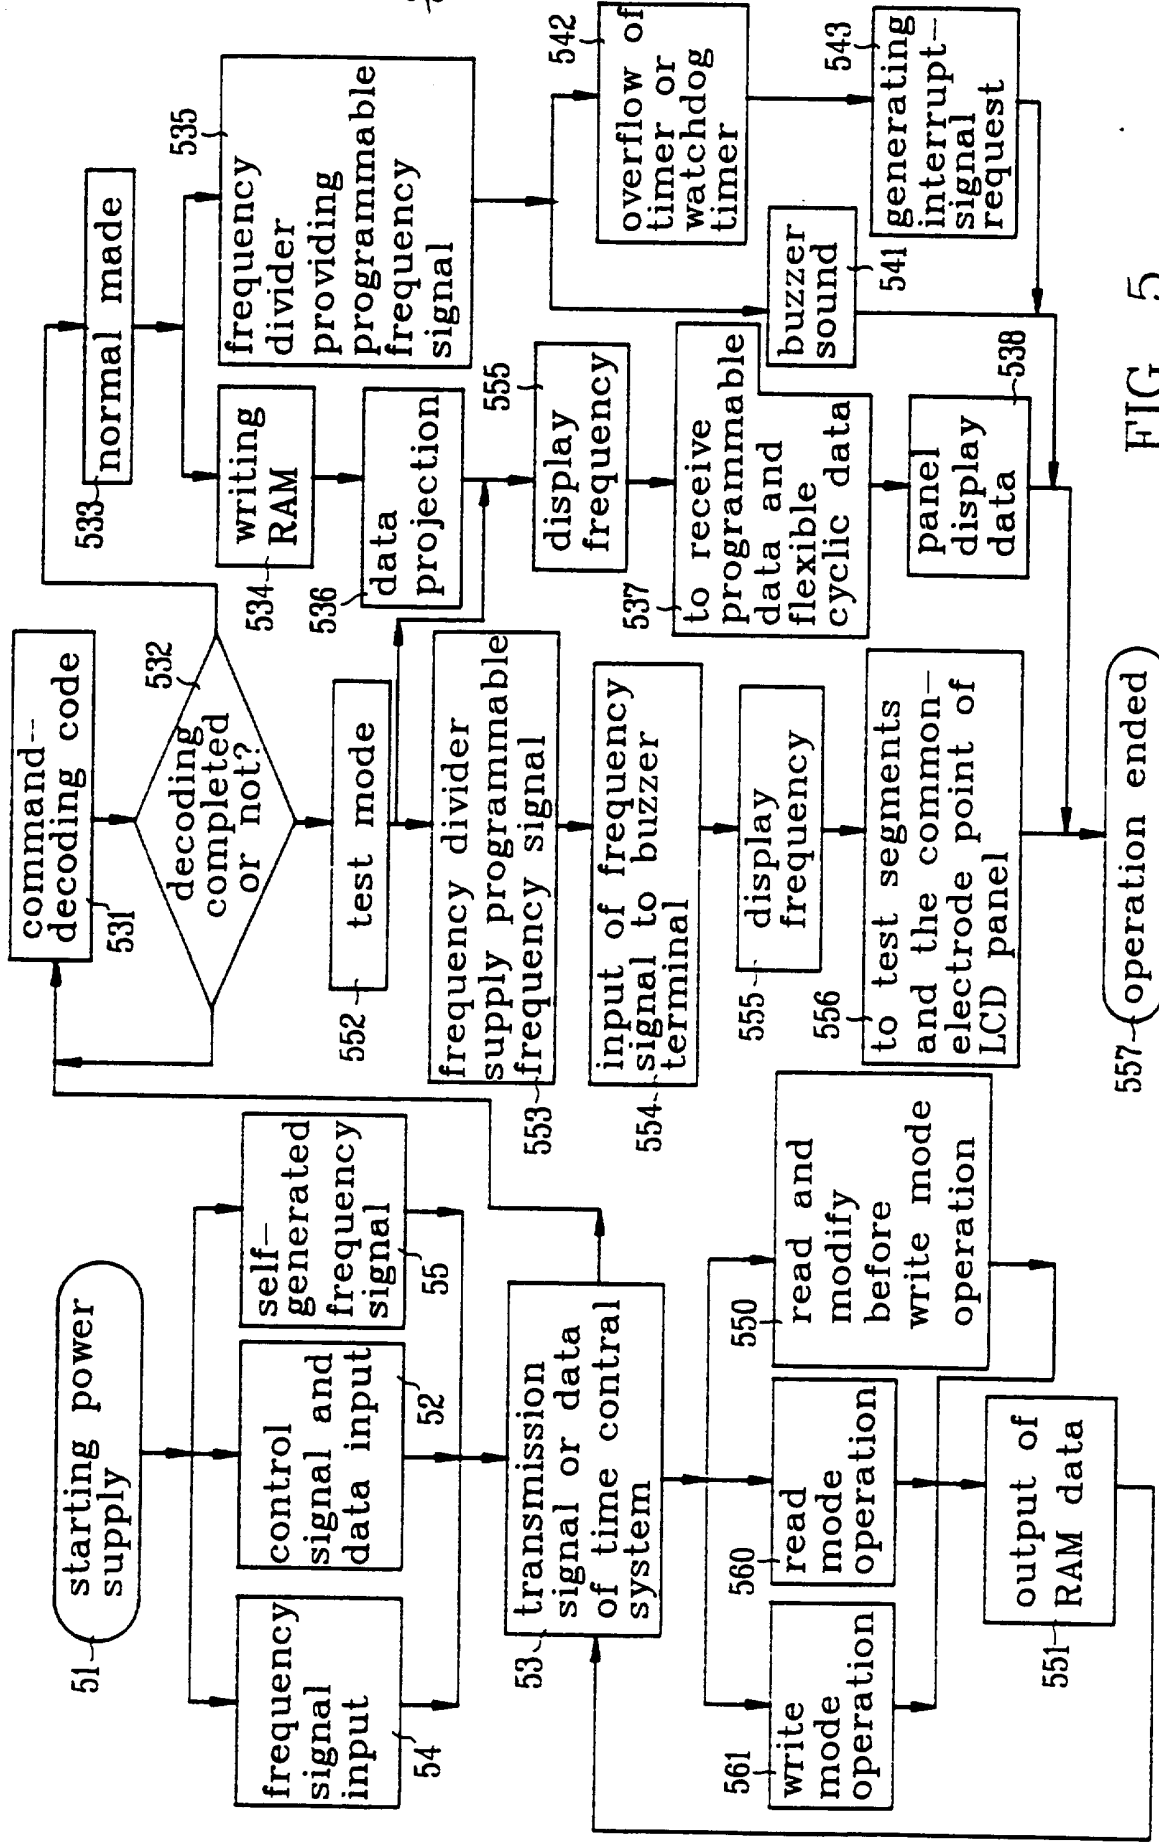 51
starting power
supply
frequency
signal
input
54
control
signal and
data input
52
self-
generated
frequency
signal
55
53
transmission
signal or data
of time contral
system
561
write
mode
operation
560
read
mode
operation
550
read and
modify
before
write mode
operation
551
output of
RAM data
command-
decoding code
531
decoding
completed
or not?
532
552
test mode
553
frequency divider
supply programmable
frequency signal
554
input of frequency
signal to buzzer
terminal
555
display
frequency
556
to test segments
and the common-
electrode point of
LCD panel
557
operation ended
533
normal made
534
writing
RAM
535
frequency
divider
providing
programmable
frequency
signal
536
data
projection
555
display
frequency
537
to receive
programmable
data and
flexible
cyclic data
538
panel
display
data
541
buzzer
sound
542
overflow of
timer or
watchdog
timer
543
generating
interrupt-
signal
request
FIG. 5